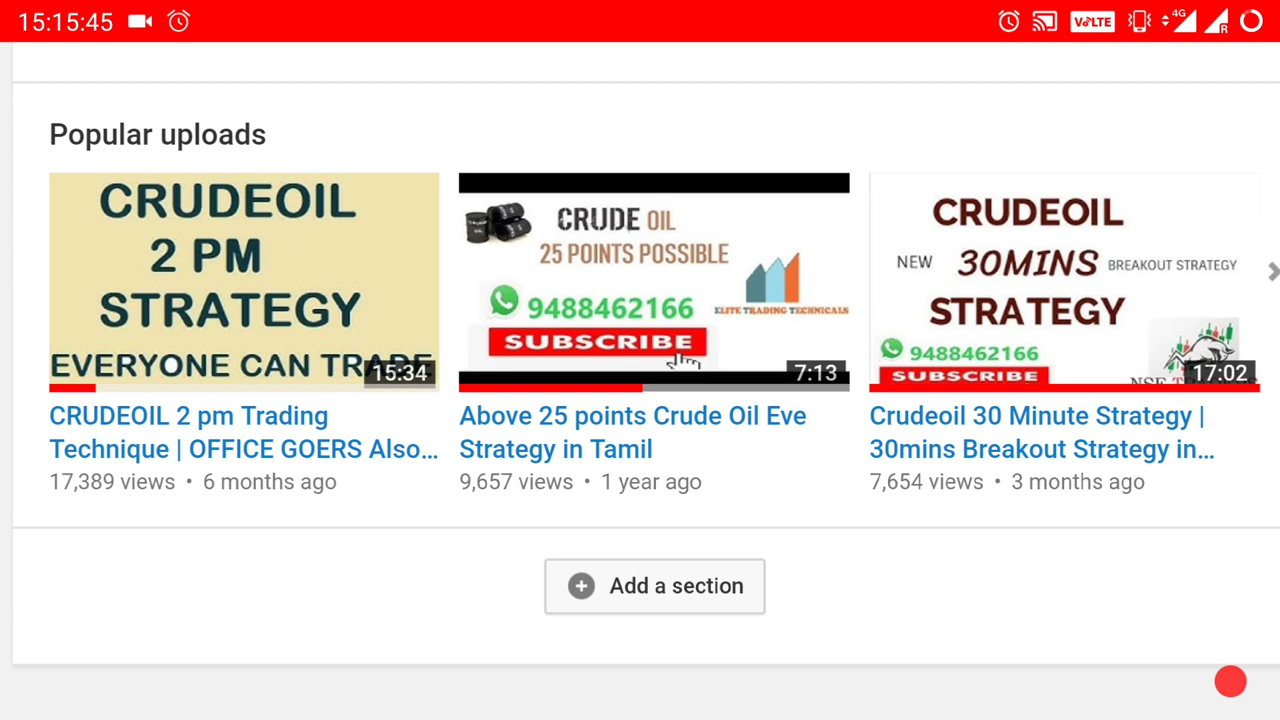 15:15:45
VoLTE 4G R
Popular uploads
CRUDEOIL
2 PM
STRATEGY
EVERYONE CAN TRADE
15:34
CRUDEOIL 2 pm Trading
Technique | OFFICE GOERS Also...
17,389 views • 6 months ago
CRUDE OIL
25 POINTS POSSIBLE
9488462166
ELITE TRADING TECHNICALS
SUBSCRIBE
7:13
Above 25 points Crude Oil Eve
Strategy in Tamil
9,657 views • 1 year ago
CRUDEOIL
NEW 30MINS BREAKOUT STRATEGY
STRATEGY
9488462166
SUBSCRIBE
NSE
17:02
Crudeoil 30 Minute Strategy |
30mins Breakout Strategy in...
7,654 views • 3 months ago
Add a section